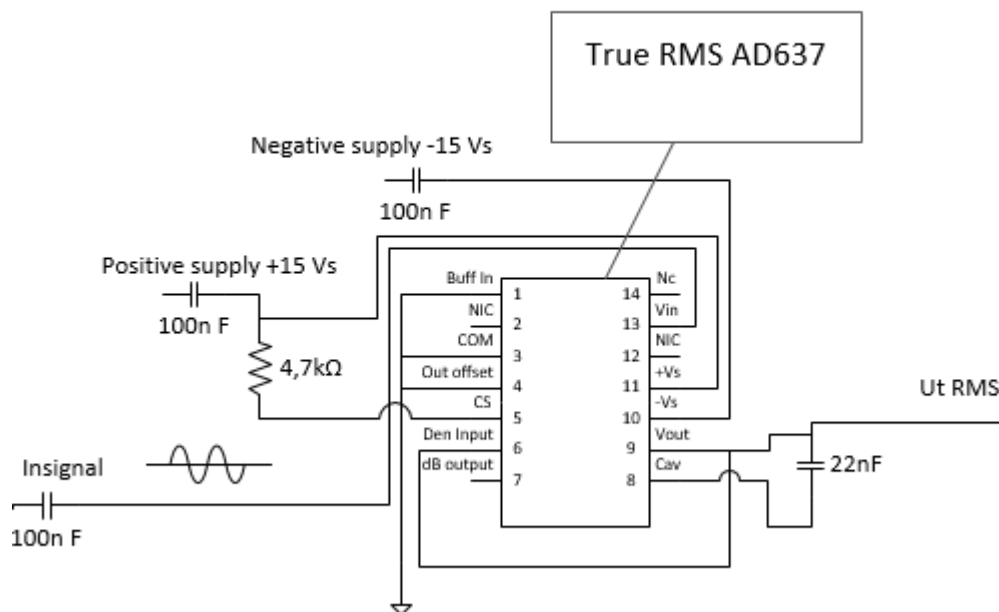 True RMS AD637
Negative supply -15 Vs
100n F
Positive supply +15 Vs
100n F
4,7kΩ
Insignal
100n F
Buff In
1
NIC
2
COM
3
Out offset
4
CS
5
Den Input
6
dB output
7
Nc
14
Vin
13
NIC
12
+Vs
11
-Vs
10
Vout
9
Cav
8
Ut RMS
22nF